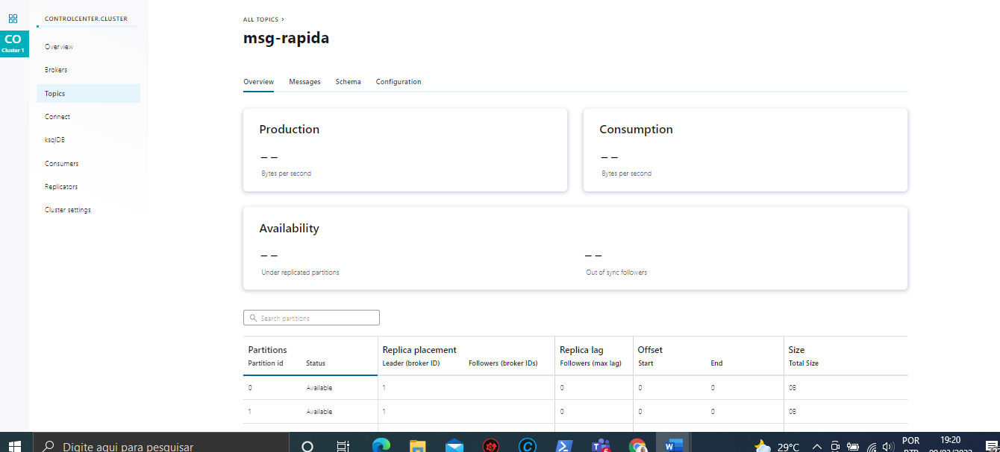 CONTROLCENTER.CLUSTER
CO
Cluster 1
Overview
Brokers
Topics
Connect
ksqlDB
Consumers
Replicators
Cluster settings
ALL TOPICS >
msg-rapida
Overview Messages Schema Configuration
Production
--
Bytes per second
Consumption
--
Bytes per second
Availability
--
Under replicated partitions
--
Out of sync followers
Search partitions
Partitions Replica placement Replica lag Offset Size
Partition id Status Leader (broker ID) Followers (broker IDs) Followers (max lag) Start End Total Size
0 Available 1 0 0 0 0B
1 Available 1 0 0 0 0B
Digite aqui para pesquisar
29°C
POR
19:20